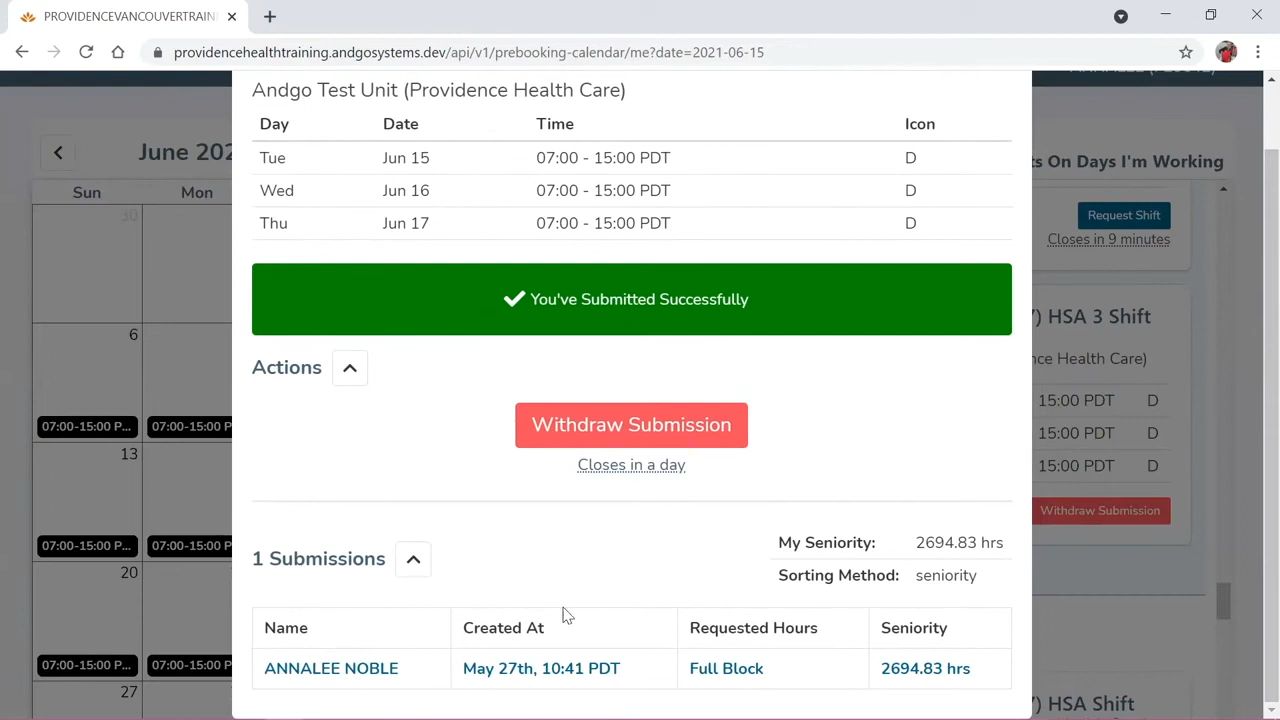 PROVIDENCEVANCOUVERTRAIN
providencehealthtraining.andgosystems.dev/api/v1/prebooking-calendar/me?date=2021-06-15
Andgo Test Unit (Providence Health Care)
Day Date Time Icon
Tue Jun 15 07:00 - 15:00 PDT D
Wed Jun 16 07:00 - 15:00 PDT D
Thu Jun 17 07:00 - 15:00 PDT D
You've Submitted Successfully
Actions
Withdraw Submission
Closes in a day
1 Submissions
My Seniority: 2694.83 hrs
Sorting Method: seniority
Name Created At Requested Hours Seniority
ANNALEE NOBLE May 27th, 10:41 PDT Full Block 2694.83 hrs
June 202
Sun Mon
30
6
07:00-15:00 P... 07:00-15:00 P
13
07:00-15:00 P... 07:00-15:00 P
20
07:00-15:00 P... 07:00-15:00 P
27
ts On Days I'm Working
Request Shift
Closes in 9 minutes
) HSA 3 Shift
nce Health Care)
15:00 PDT D
15:00 PDT D
15:00 PDT D
Withdraw Submission
) HSA Shift